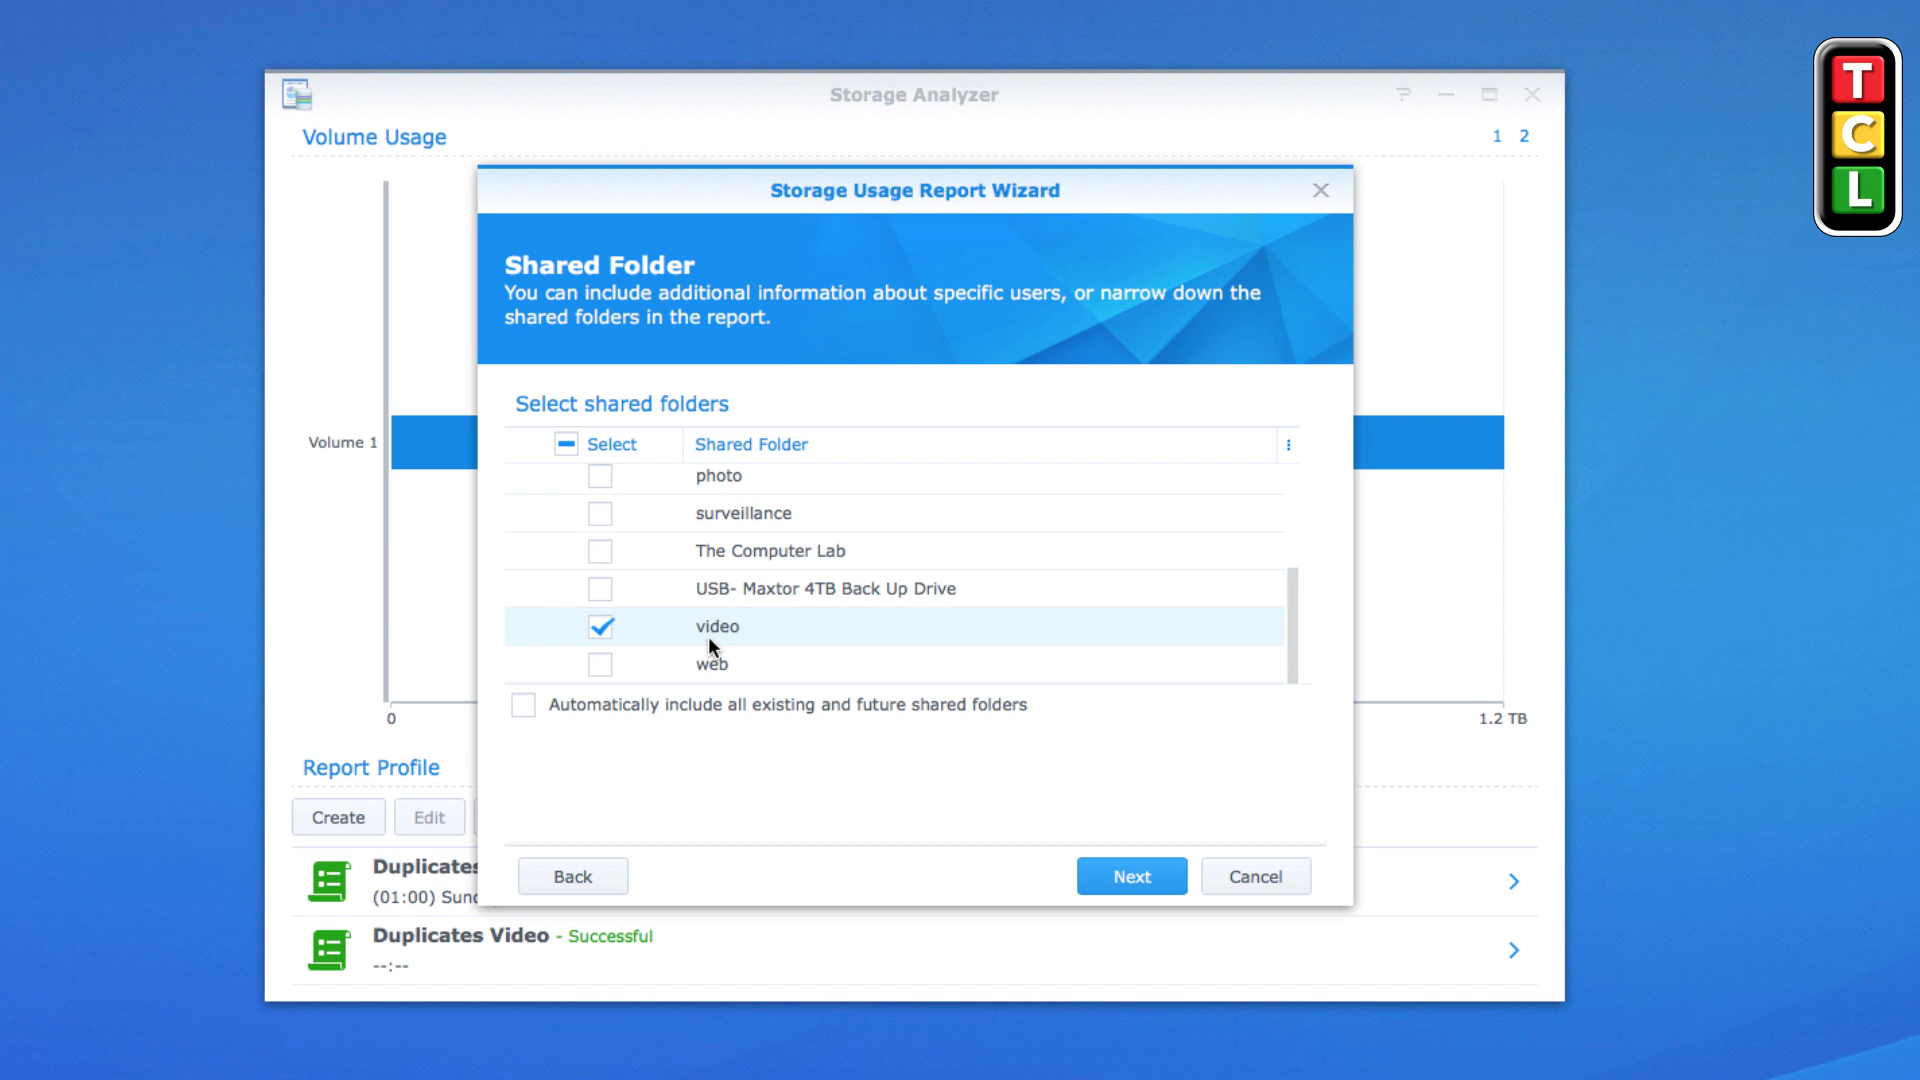 Storage Analyzer
Volume Usage
1 2
Storage Usage Report Wizard
Shared Folder
You can include additional information about specific users, or narrow down the
shared folders in the report.
Select shared folders
Select Shared Folder
photo
surveillance
The Computer Lab
USB- Maxtor 4TB Back Up Drive
video
web
Automatically include all existing and future shared folders
Volume 1
0
1.2 TB
Report Profile
Create Edit
Back Next Cancel
Duplicates
(01:00)
Duplicates Video - Successful
--:--
T
C
L